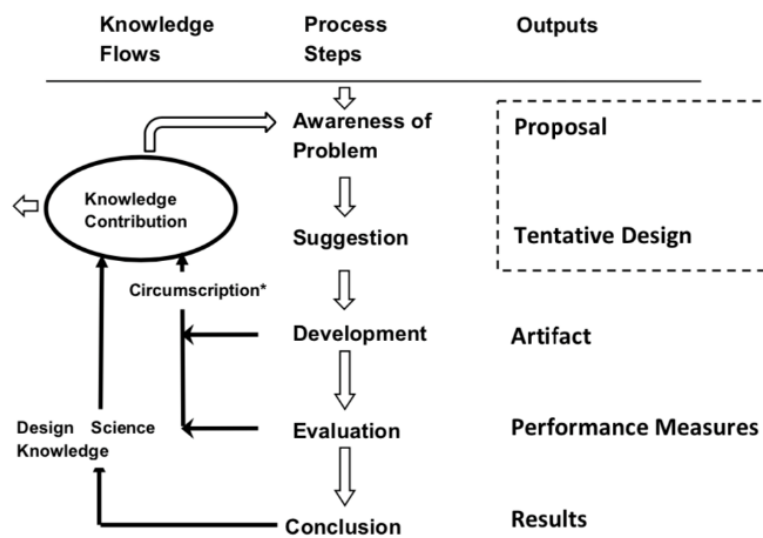 Knowledge Flows
Process Steps
Outputs
Awareness of Problem
Proposal
Knowledge Contribution
Suggestion
Tentative Design
Circumscription*
Development
Artifact
Design Science Knowledge
Evaluation
Performance Measures
Conclusion
Results